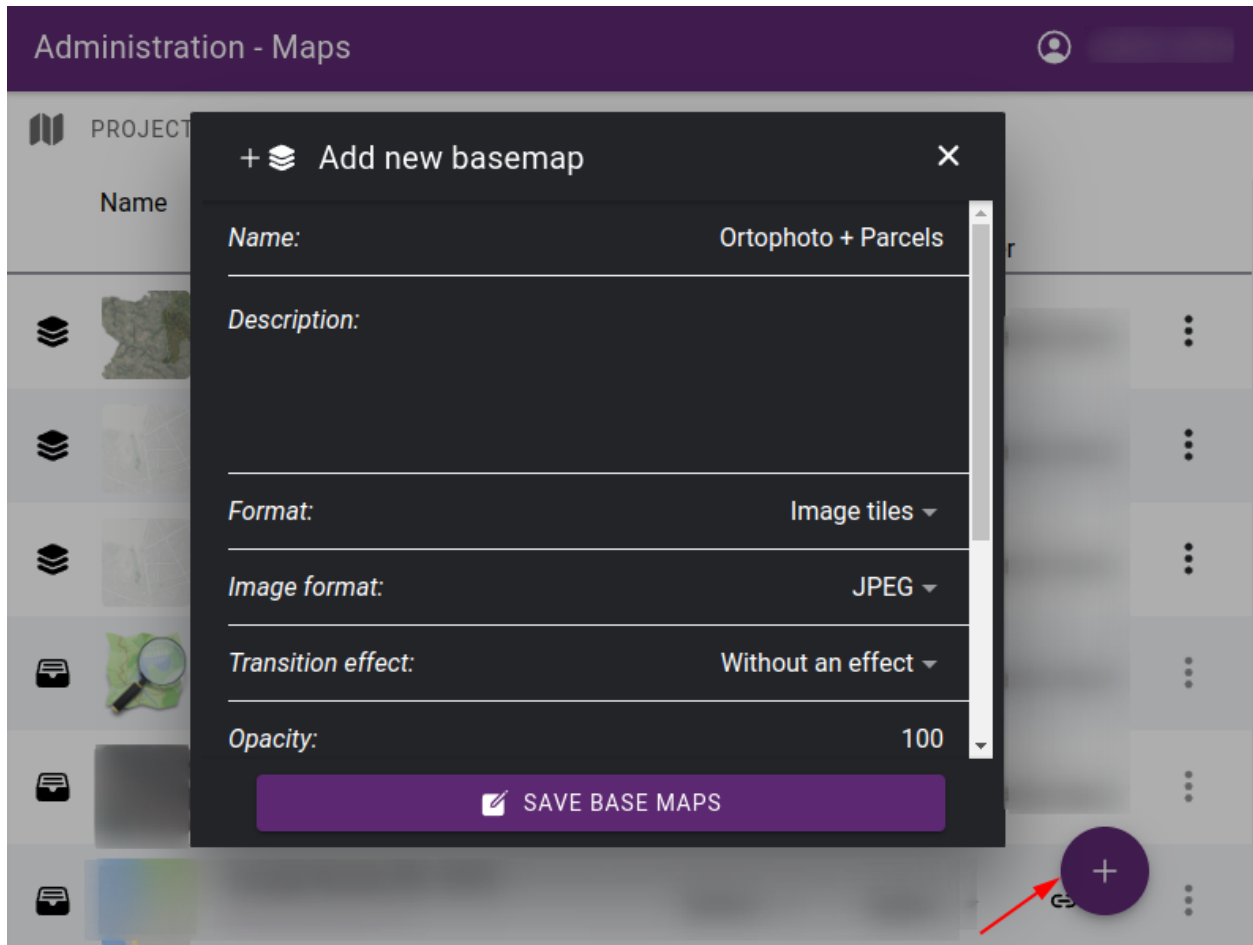 Administration - Maps
PROJECT
Name
r
+ Add new basemap
Name: Ortophoto + Parcels
Description:
Format: Image tiles
Image format: JPEG
Transition effect: Without an effect
Opacity: 100
SAVE BASE MAPS
+